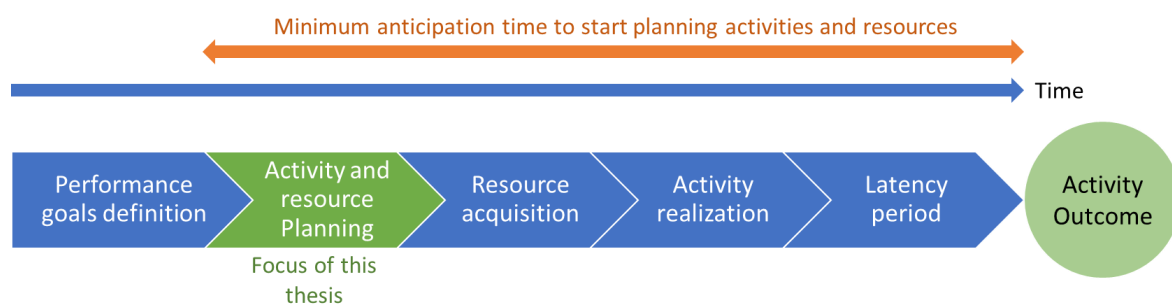 Minimum anticipation time to start planning activities and resources
Time
Performance
goals definition
Activity and
resource
Planning
Resource
acquisition
Activity
realization
Latency
period
Activity
Outcome
Focus of this
thesis